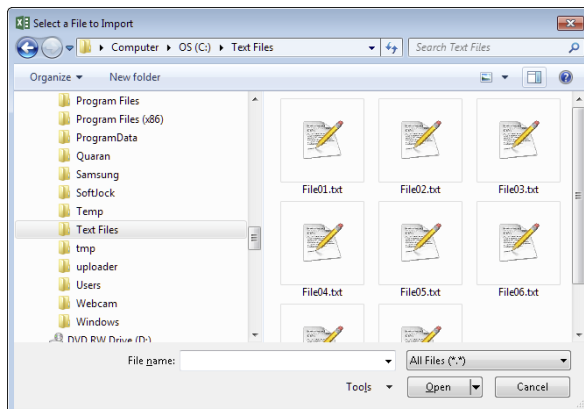 Select a File to Import
Computer ▸ OS (C:) ▸ Text Files
Search Text Files
Organize
New folder
Program Files
Program Files (x86)
ProgramData
Quaran
Samsung
SoftJock
Temp
Text Files
tmp
uploader
Users
Webcam
Windows
DVD RW Drive (D:)
File01.txt
File02.txt
File03.txt
File04.txt
File05.txt
File06.txt
File name:
All Files (*.*)
Tools
Open
Cancel